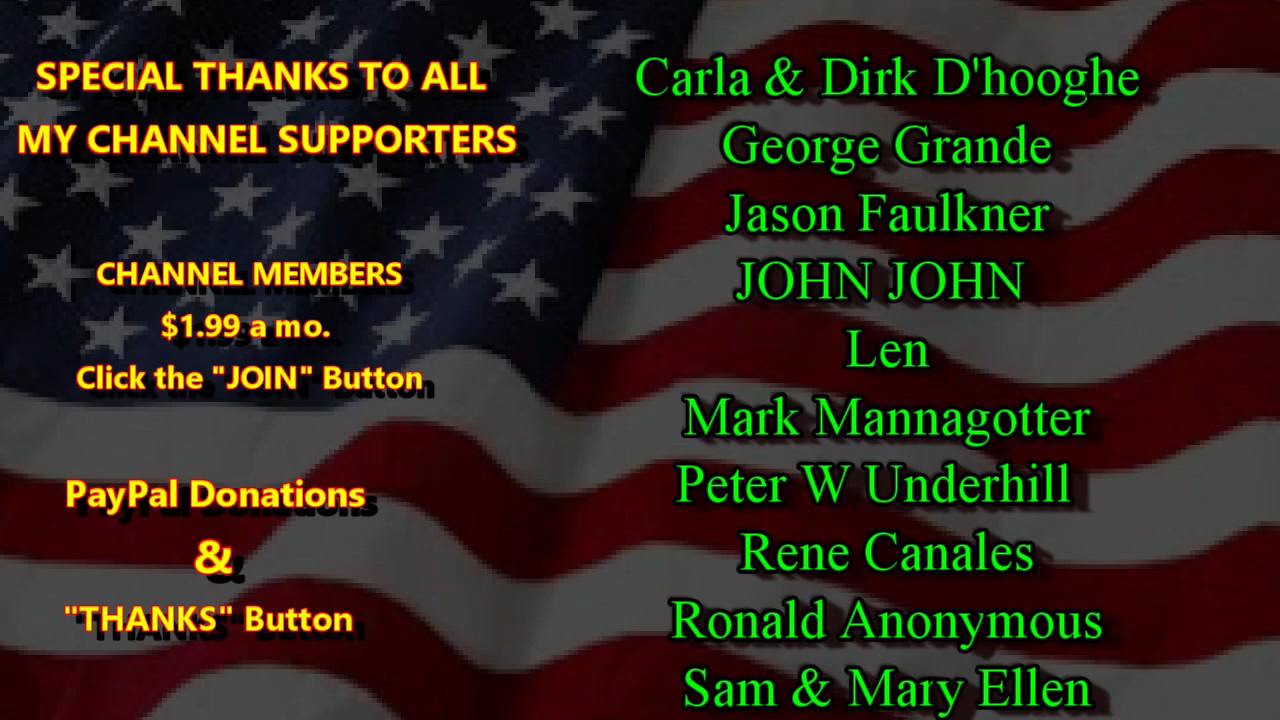 SPECIAL THANKS TO ALL
MY CHANNEL SUPPORTERS
CHANNEL MEMBERS
$1.99 a mo.
Click the "JOIN" Button
PayPal Donations
&
"THANKS" Button
Carla & Dirk D'hooghe
George Grande
Jason Faulkner
JOHN JOHN
Len
Mark Mannagotter
Peter W Underhill
Rene Canales
Ronald Anonymous
Sam & Mary Ellen